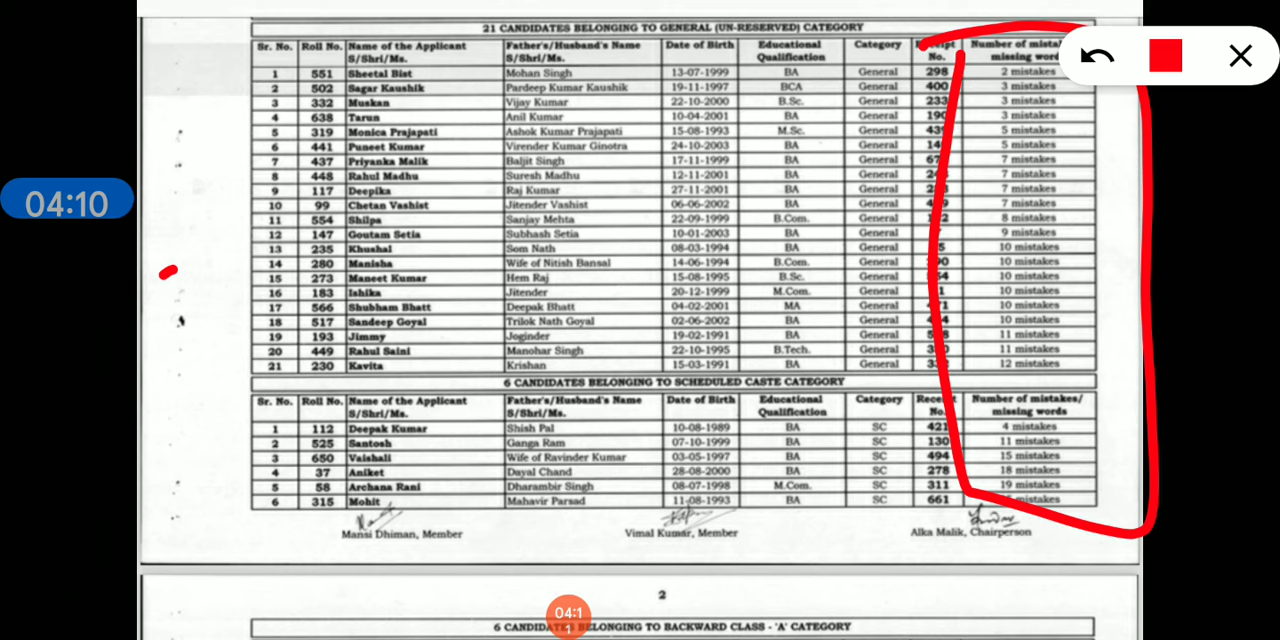 21 CANDIDATES BELONGING TO GENERAL (UN-RESERVED) CATEGORY
Sr. No. Roll No. Name of the Applicant S/Shri/Ms. Father's/Husband's Name S/Shri/Ms. Date of Birth Educational Qualification Category No. Number of missing
1 551 Sheetal Bist Mohan Singh 13-07-1999 BA General 298 2 mistakes
2 502 Sagar Kaushik Pardeep Kumar Kaushik 19-11-1997 BCA General 400 3 mistakes
3 332 Muskan Vijay Kumar 22-10-2000 B.Sc. General 233 3 mistakes
4 638 Tarun Anil Kumar 10-04-2001 BA General 190 3 mistakes
5 319 Monica Prajapati Ashok Kumar Prajapati 15-08-1993 M.Sc. General 5 mistakes
6 441 Puneet Kumar Virender Kumar Ginotra 24-10-2003 BA General 5 mistakes
7 437 Priyanka Malik Baljit Singh 17-11-1999 BA General 7 mistakes
8 448 Rahul Madhu Suresh Madhu 12-11-2001 BA General 7 mistakes
9 117 Deepika Raj Kumar 27-11-2001 BA General 7 mistakes
10 99 Chetan Vashist Jitender Vashist 06-06-2002 BA General 7 mistakes
11 554 Shilpa Sanjay Mehta 22-09-1999 B.Com. General 8 mistakes
12 147 Goutam Setia Subhash Setia 10-01-2003 BA General 9 mistakes
13 235 Khushal Som Nath 08-03-1994 BA General 10 mistakes
14 280 Manisha Wife of Nitish Bansal 14-06-1994 B.Com. General 10 mistakes
15 273 Maneet Kumar Hem Raj 15-08-1995 B.Sc. General 10 mistakes
16 183 Ishika Jitender 20-12-1999 M.Com. General 10 mistakes
17 566 Shubham Bhatt Deepak Bhatt 04-02-2001 MA General 10 mistakes
18 517 Sandeep Goyal Trilok Nath Goyal 02-06-2002 BA General 10 mistakes
19 193 Jimmy Joginder 19-02-1991 BA General 11 mistakes
20 449 Rahul Saini Manohar Singh 22-10-1995 B.Tech. General 11 mistakes
21 230 Kavita Krishan 15-03-1991 BA General 12 mistakes
6 CANDIDATES BELONGING TO SCHEDULED CASTE CATEGORY
Sr. No. Roll No. Name of the Applicant S/Shri/Ms. Father's/Husband's Name S/Shri/Ms. Date of Birth Educational Qualification Category Receipt No. Number of mistakes/ missing words
1 112 Deepak Kumar Shish Pal 10-08-1989 BA SC 421 4 mistakes
2 525 Santosh Ganga Ram 07-10-1999 BA SC 130 11 mistakes
3 650 Vaishali Wife of Ravinder Kumar 03-05-1997 BA SC 494 15 mistakes
4 37 Aniket Dayal Chand 28-08-2000 BA SC 278 18 mistakes
5 58 Archana Rani Dharambir Singh 08-07-1998 M.Com. SC 311 19 mistakes
6 315 Mohit Mahavir Parsad 11-08-1993 BA SC 661 mistakes
Mansi Dhiman, Member Vimal Kumar, Member Alka Malik, Chairperson
2
6 CANDIDATES BELONGING TO BACKWARD CLASS - 'A' CATEGORY
04:10